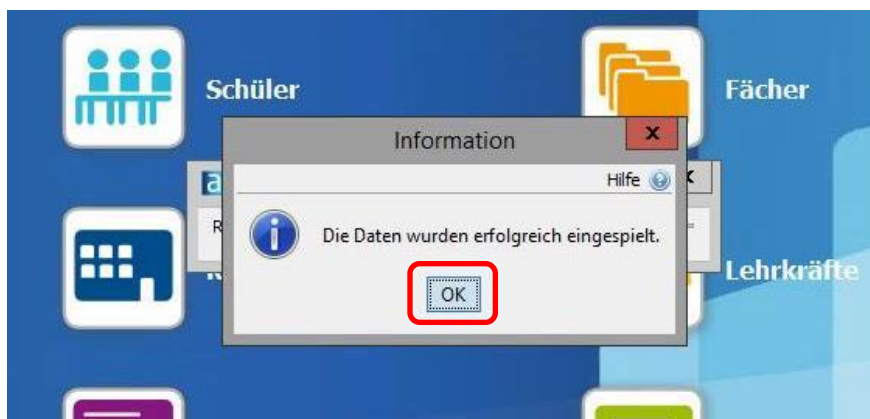 Schüler
Fächer
Information
Hilfe
Die Daten wurden erfolgreich eingespielt.
OK
Lehrkräfte